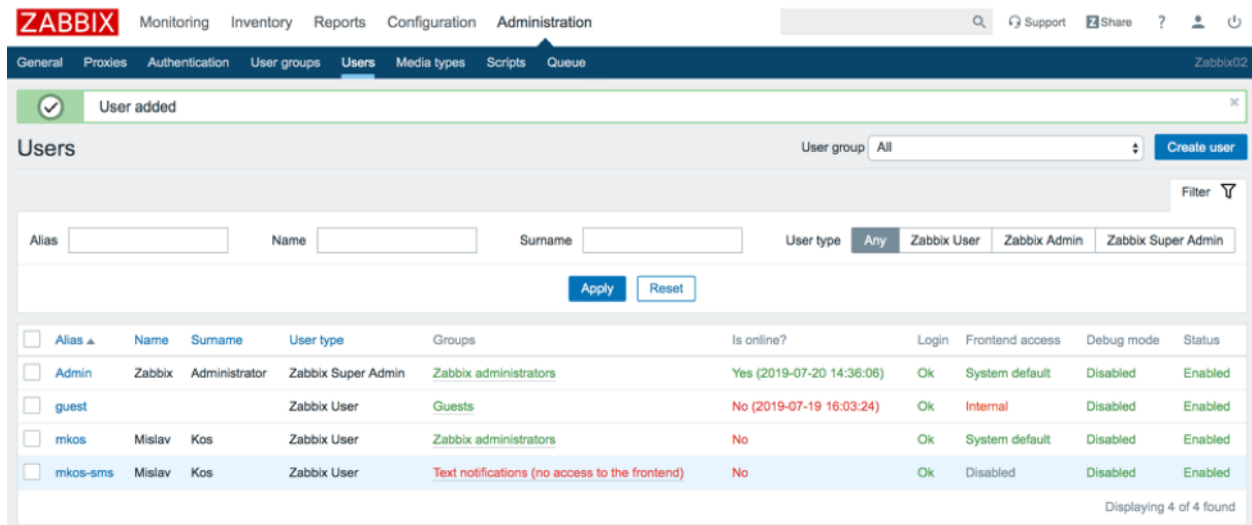 ZABBIX Monitoring Inventory Reports Configuration Administration Support Z Share ?
General Proxies Authentication User groups Users Media types Scripts Queue Zabbix02
User added
Users User group All Create user
Filter
Alias Name Surname User type Any Zabbix User Zabbix Admin Zabbix Super Admin
Apply Reset
Alias Name Surname User type Groups Is online? Login Frontend access Debug mode Status
Admin Zabbix Administrator Zabbix Super Admin Zabbix administrators Yes (2019-07-20 14:36:06) Ok System default Disabled Enabled
guest Zabbix User Guests No (2019-07-19 16:03:24) Ok Internal Disabled Enabled
mkos Mislav Kos Zabbix User Zabbix administrators No Ok System default Disabled Enabled
mkos-sms Mislav Kos Zabbix User Text notifications (no access to the frontend) No Ok Disabled Disabled Enabled
Displaying 4 of 4 found